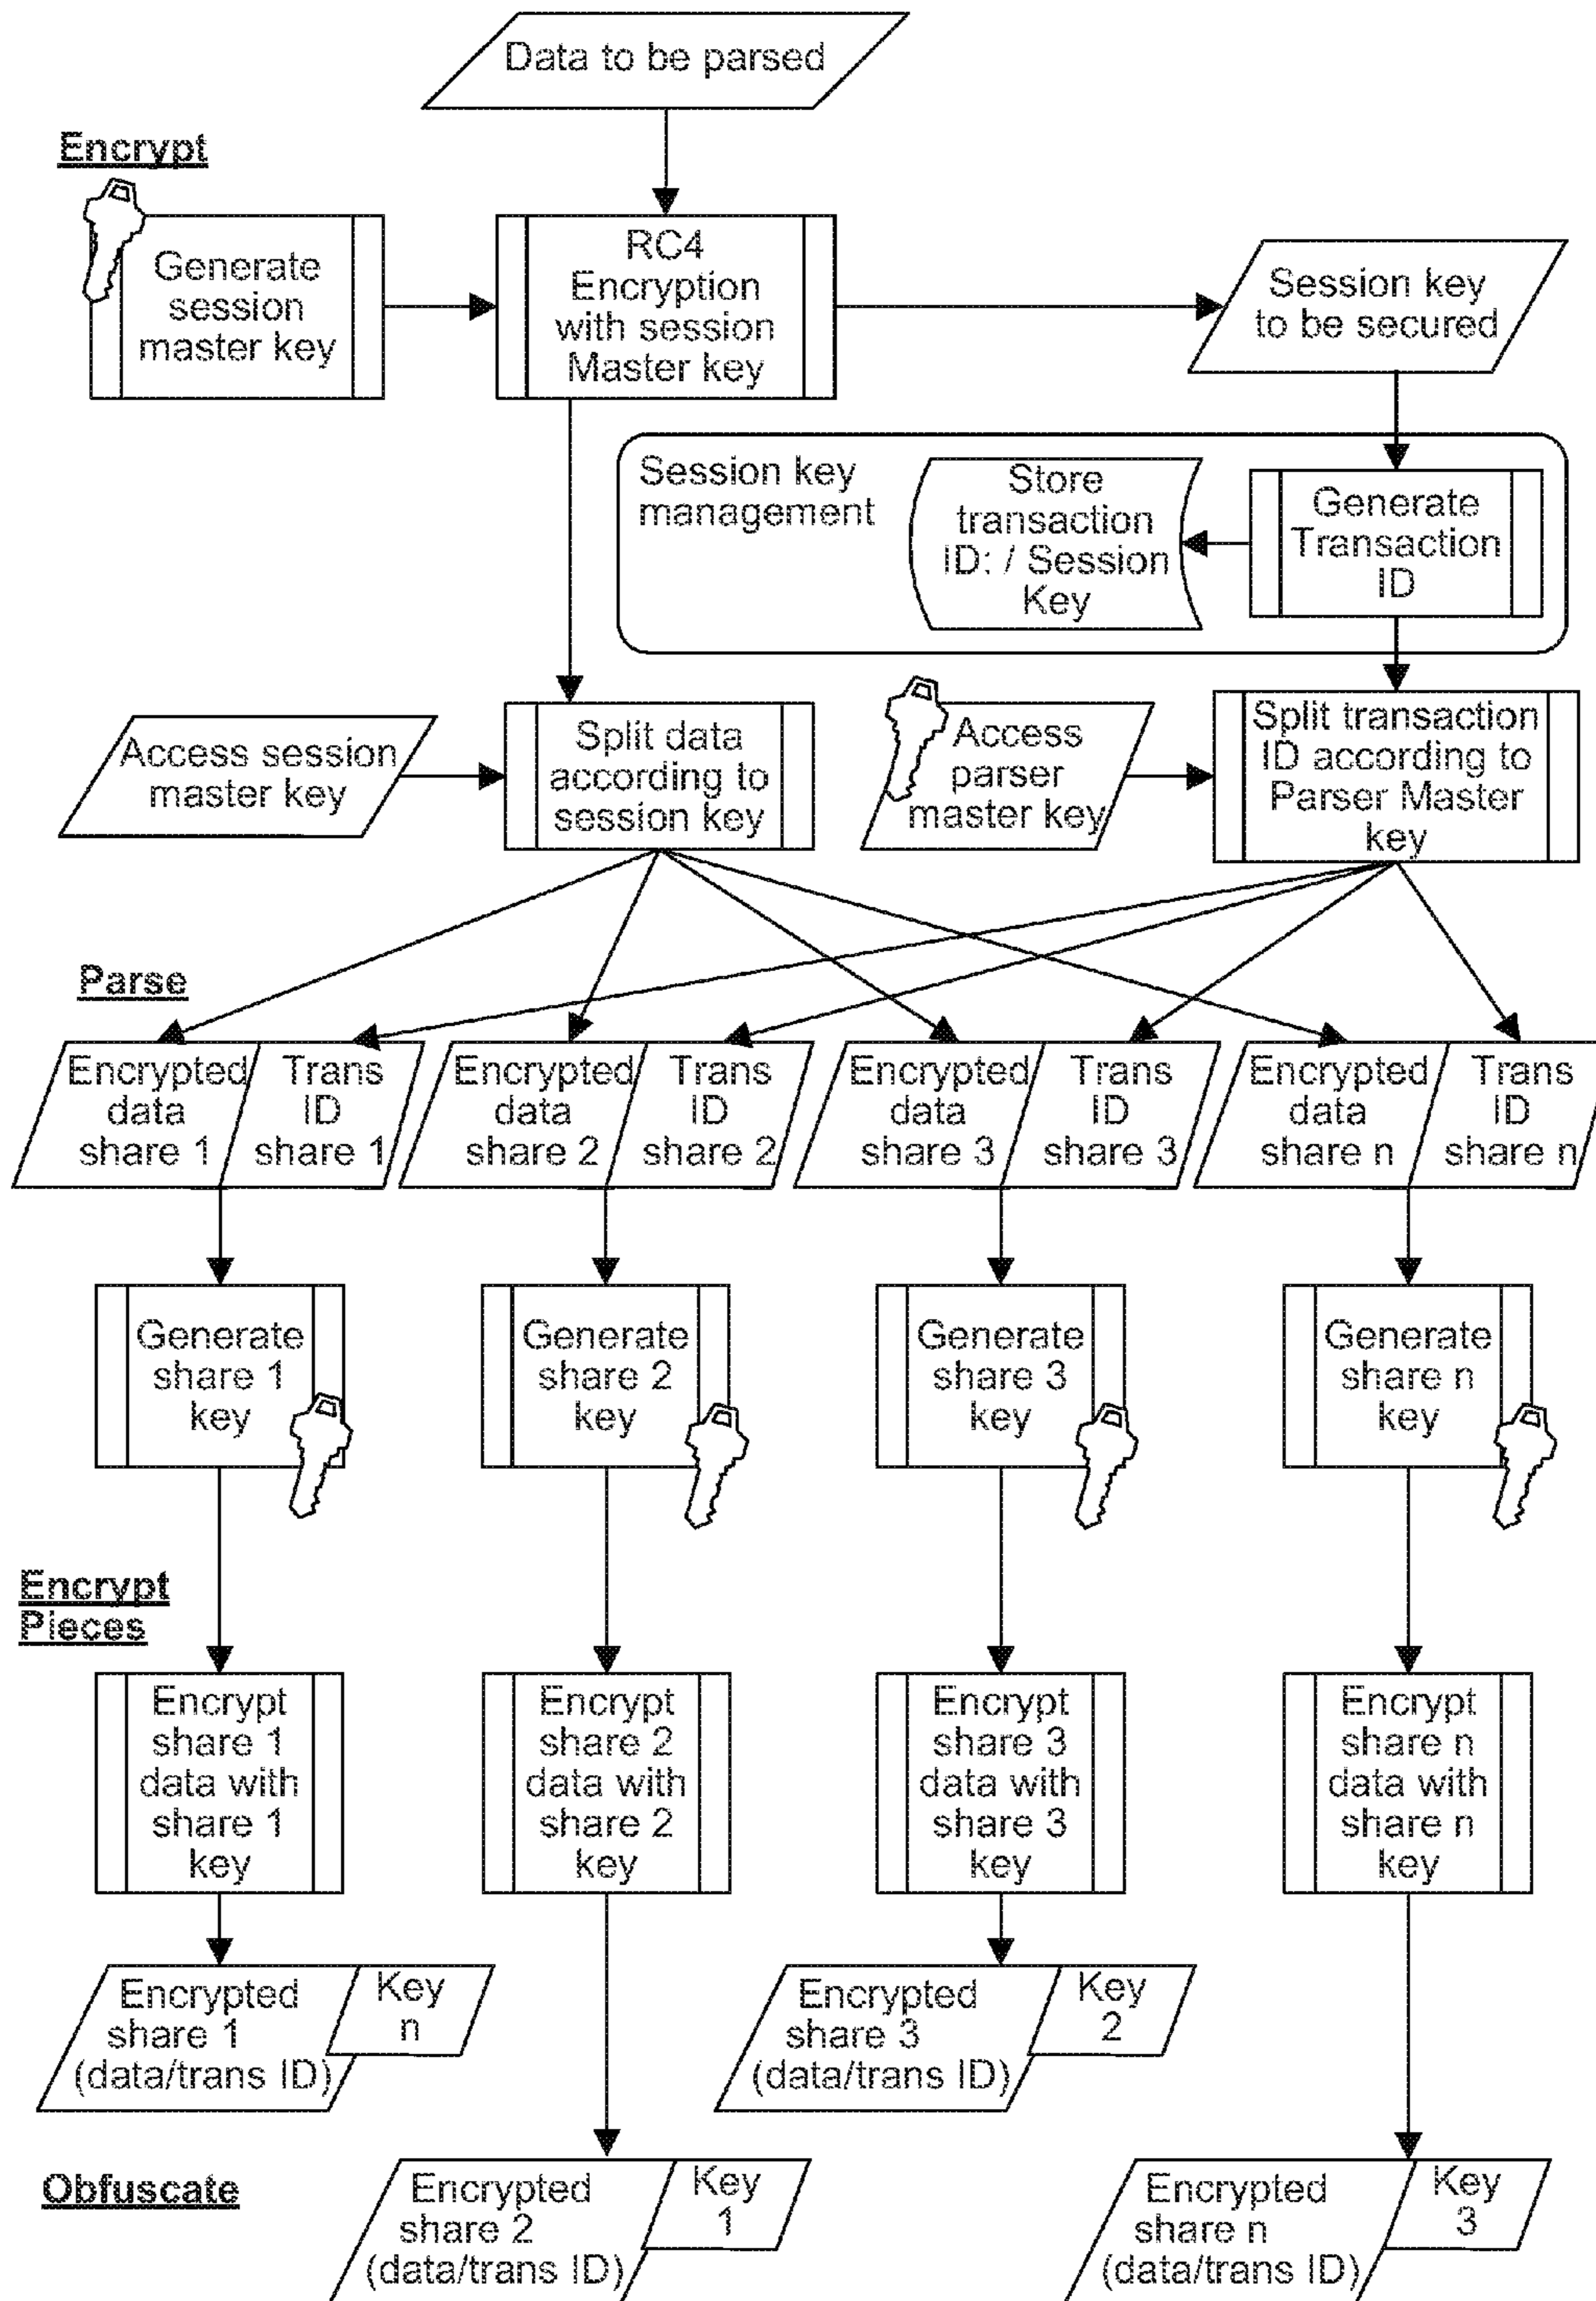 Data to be parsed
Encrypt
Generate
session
master key
RC4
Encryption
with session
Master key
Session key
to be secured
Session key
management
Store
transaction
ID: / Session
Key
Generate
Transaction
ID
Access session
master key
Split data
according to
session key
Access
parser
master key
Split transaction
ID according to
Parser Master
key
Parse
Encrypted
data
share 1
Trans
ID
share 1
Encrypted
data
share 2
Trans
ID
share 2
Encrypted
data
share 3
Trans
ID
share 3
Encrypted
data
share n
Trans
ID
share n
Generate
share 1
key
Generate
share 2
key
Generate
share 3
key
Generate
share n
key
Encrypt
Pieces
Encrypt
share 1
data with
share 1
key
Encrypt
share 2
data with
share 2
key
Encrypt
share 3
data with
share 3
key
Encrypt
share n
data with
share n
key
Encrypted
share 1
(data/trans ID)
Key
n
Encrypted
share 3
(data/trans ID)
Key
2
Obfuscate
Encrypted
share 2
(data/trans ID)
Key
1
Encrypted
share n
(data/trans ID)
Key
3